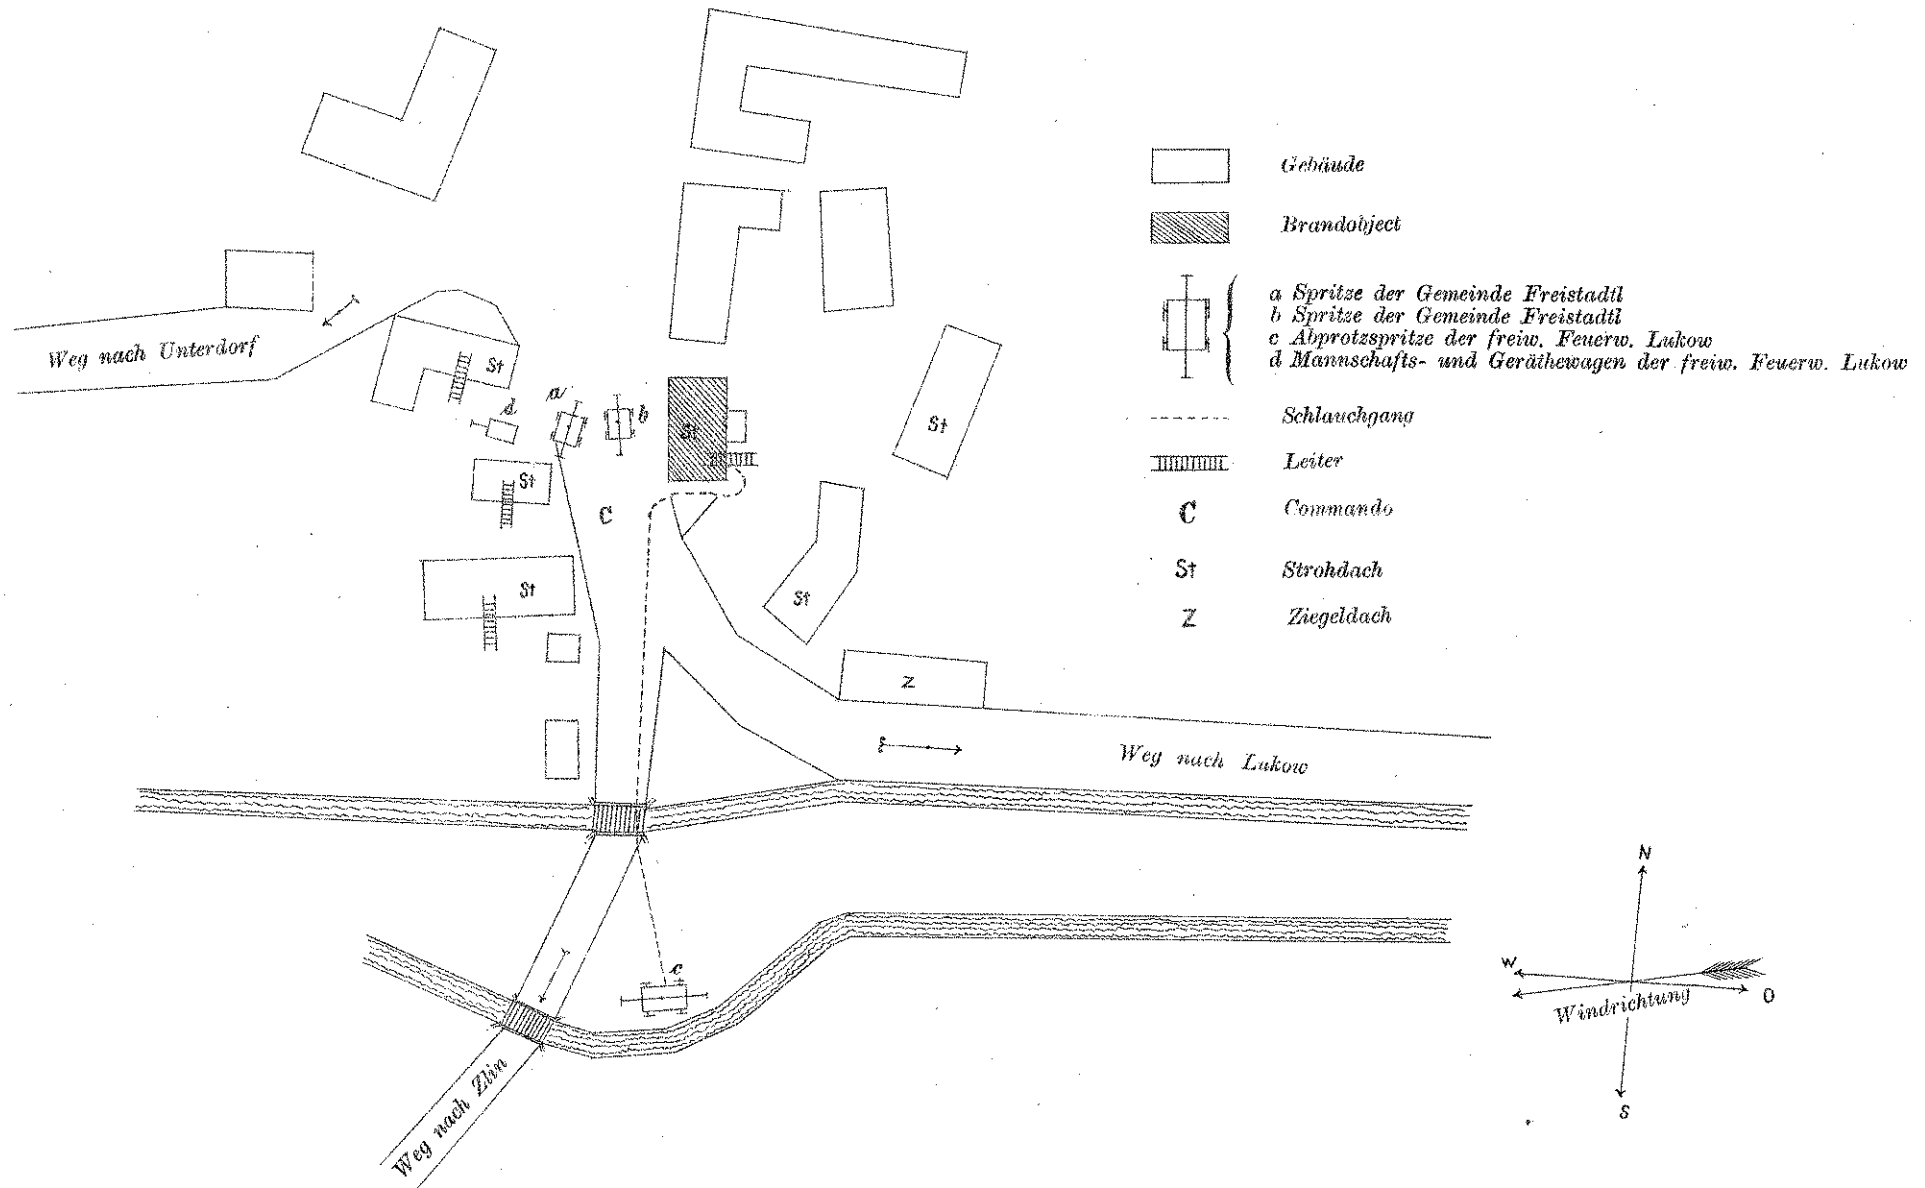 Gebäude
Brandobject
a Spritze der Gemeinde Freistadtl
b Spritze der Gemeinde Freistadtl
c Abprotzspritze der freiw. Feuerw. Lukow
d Mannschafts- und Geräthewagen der freiw. Feuerw. Lukow
Schlauchgang
Leiter
C Commando
St Strohdach
Z Ziegeldach
Weg nach Unterdorf
St
d
a
b
St
St
St
C
St
St
Z
Weg nach Lukow
c
Weg nach Zlin
N
W
O
Windrichtung
S